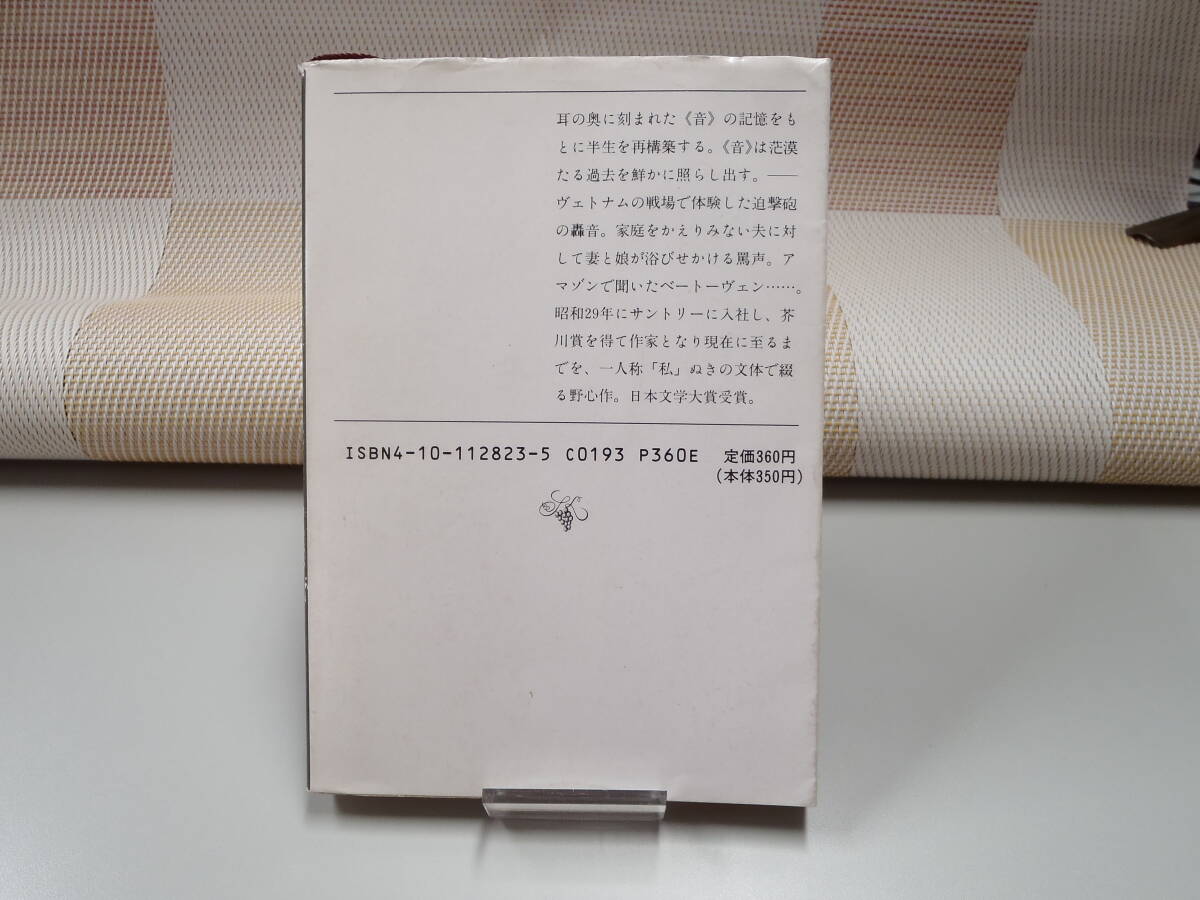 耳の奥に刻まれた《音》の記憶をも
とに半生を再構築する。《音》は茫漠
たる過去を鮮かに照らし出す。――
ヴェトナムの戦場で体験した迫撃砲
の轟音。家庭をかえりみない夫に対
して妻と娘が浴びせかける罵声。ア
マゾンで聞いたベートーヴェン……。
昭和29年にサントリーに入社し、芥
川賞を得て作家となり現在に至るま
でを、一人称「私」ぬきの文体で綴
る野心作。日本文学大賞受賞。
ISBN4-10-112823-5 C0193 P360E 定価360円
(本体350円)